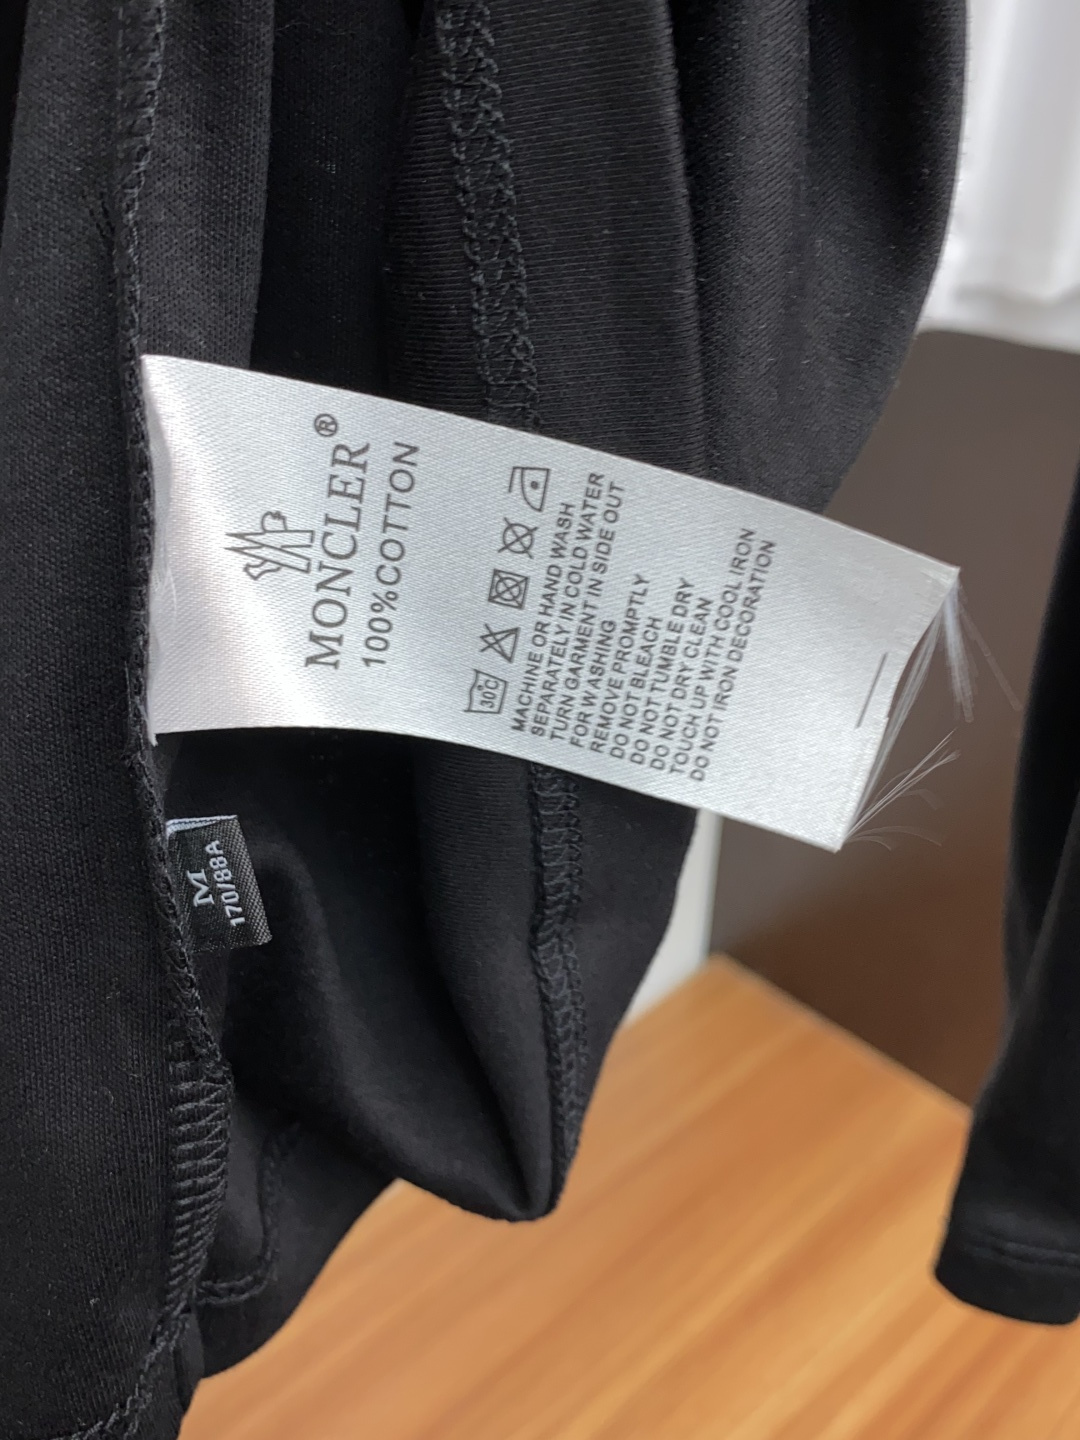 MONCLER®
100%COTTON
30°C
MACHINE OR HAND WASH
SEPARATELY IN COLD WATER
TURN GARMENT IN SIDE OUT
FOR WASHING
REMOVE PROMPTLY
DO NOT BLEACH
DO NOT TUMBLE DRY
DO NOT DRY CLEAN
TOUCH UP WITH COOL IRON
DO NOT IRON DECORATION
M
170/88A